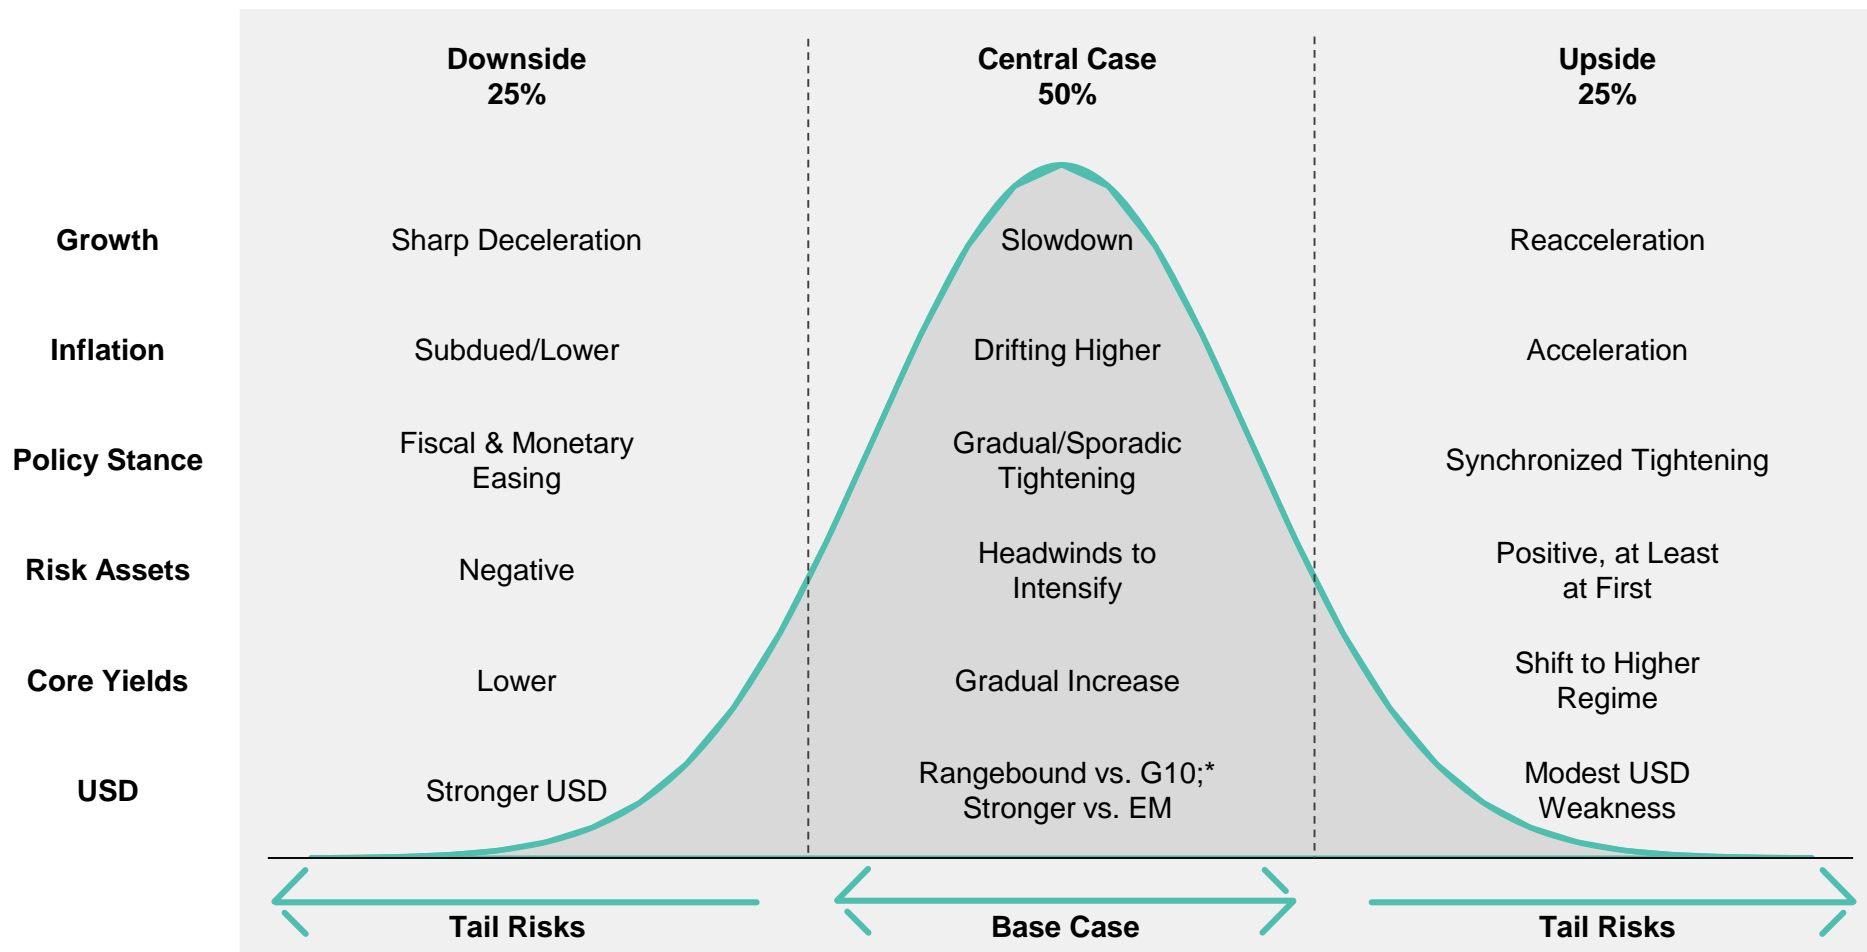 Downside
25%
Central Case
50%
Upside
25%
Growth
Sharp Deceleration
Slowdown
Reacceleration
Inflation
Subdued/Lower
Drifting Higher
Acceleration
Policy Stance
Fiscal & Monetary
Easing
Gradual/Sporadic
Tightening
Synchronized Tightening
Risk Assets
Negative
Headwinds to
Intensify
Positive, at Least
at First
Core Yields
Lower
Gradual Increase
Shift to Higher
Regime
USD
Stronger USD
Rangebound vs. G10;*
Stronger vs. EM
Modest USD
Weakness
Tail Risks
Base Case
Tail Risks